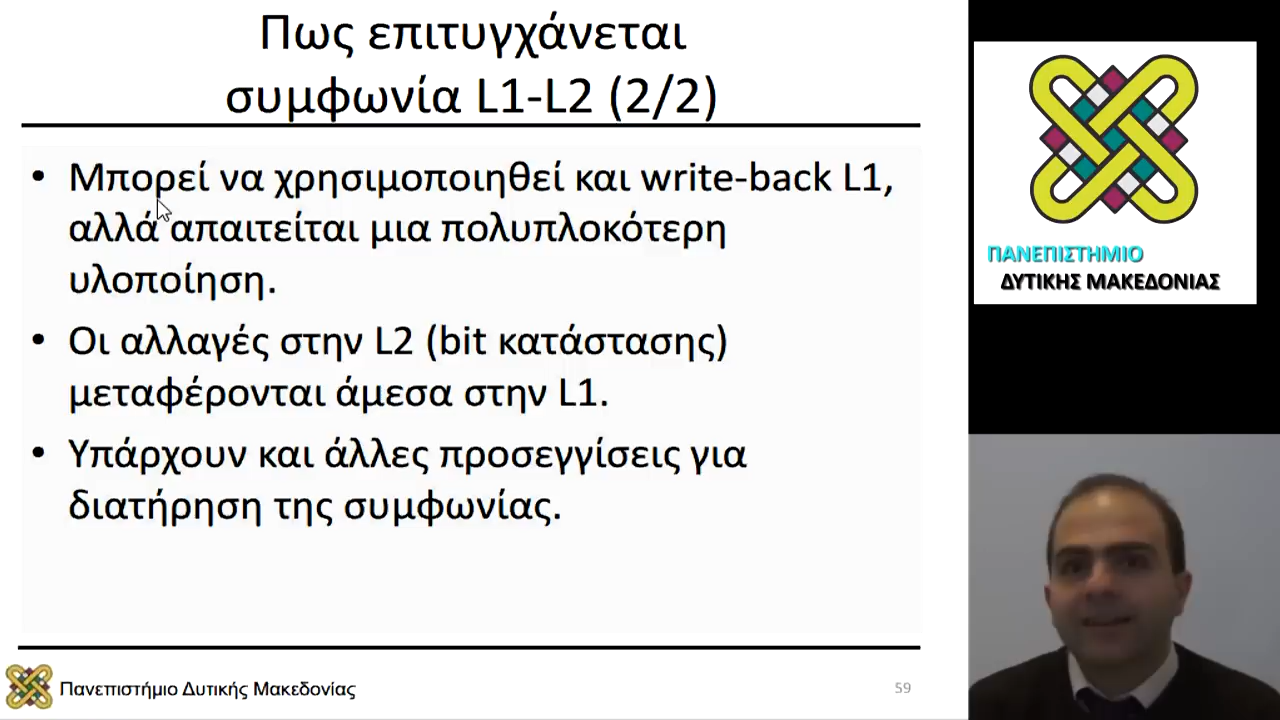 Πως επιτυγχάνεται
συμφωνία L1-L2 (2/2)
• Μπορεί να χρησιμοποιηθεί και write-back L1,
αλλά απαιτείται μια πολυπλοκότερη
υλοποίηση.
• Οι αλλαγές στην L2 (bit κατάστασης)
μεταφέρονται άμεσα στην L1.
• Υπάρχουν και άλλες προσεγγίσεις για
διατήρηση της συμφωνίας.
Πανεπιστήμιο Δυτικής Μακεδονίας
59
ΠΑΝΕΠΙΣΤΗΜΙΟ
ΔΥΤΙΚΗΣ ΜΑΚΕΔΟΝΙΑΣ